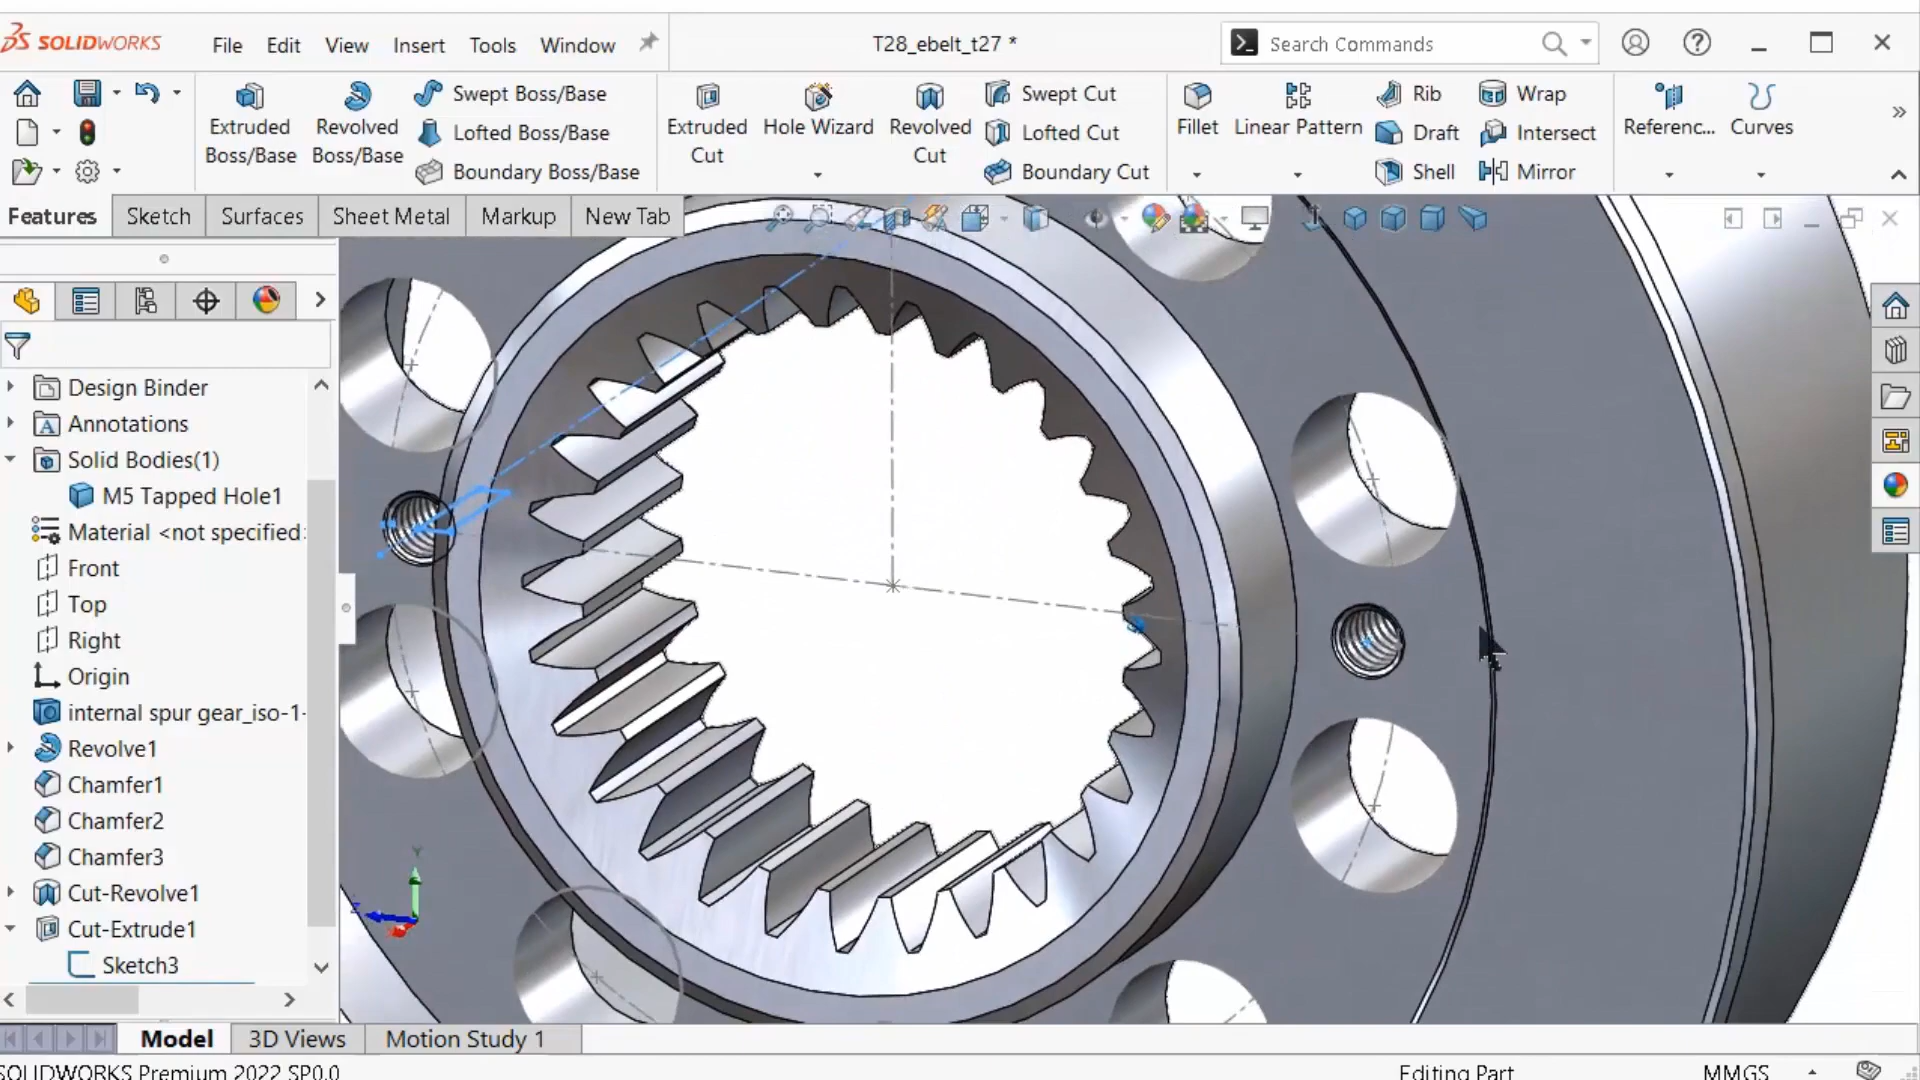 SOLIDWORKS
File Edit View Insert Tools Window
T28_ebelt_t27 *
Search Commands
Extruded Boss/Base
Revolved Boss/Base
Swept Boss/Base
Lofted Boss/Base
Boundary Boss/Base
Extruded Cut
Hole Wizard
Revolved Cut
Swept Cut
Lofted Cut
Boundary Cut
Fillet
Linear Pattern
Rib
Draft
Shell
Wrap
Intersect
Mirror
Referenc...
Curves
Features Sketch Surfaces Sheet Metal Markup New Tab
Design Binder
Annotations
Solid Bodies(1)
M5 Tapped Hole1
Material <not specified>
Front
Top
Right
Origin
internal spur gear_iso-1-
Revolve1
Chamfer1
Chamfer2
Chamfer3
Cut-Revolve1
Cut-Extrude1
Sketch3
Y
Z
Model 3D Views Motion Study 1
SOLIDWORKS Premium 2022 SP0.0
Editing Part
MMGS